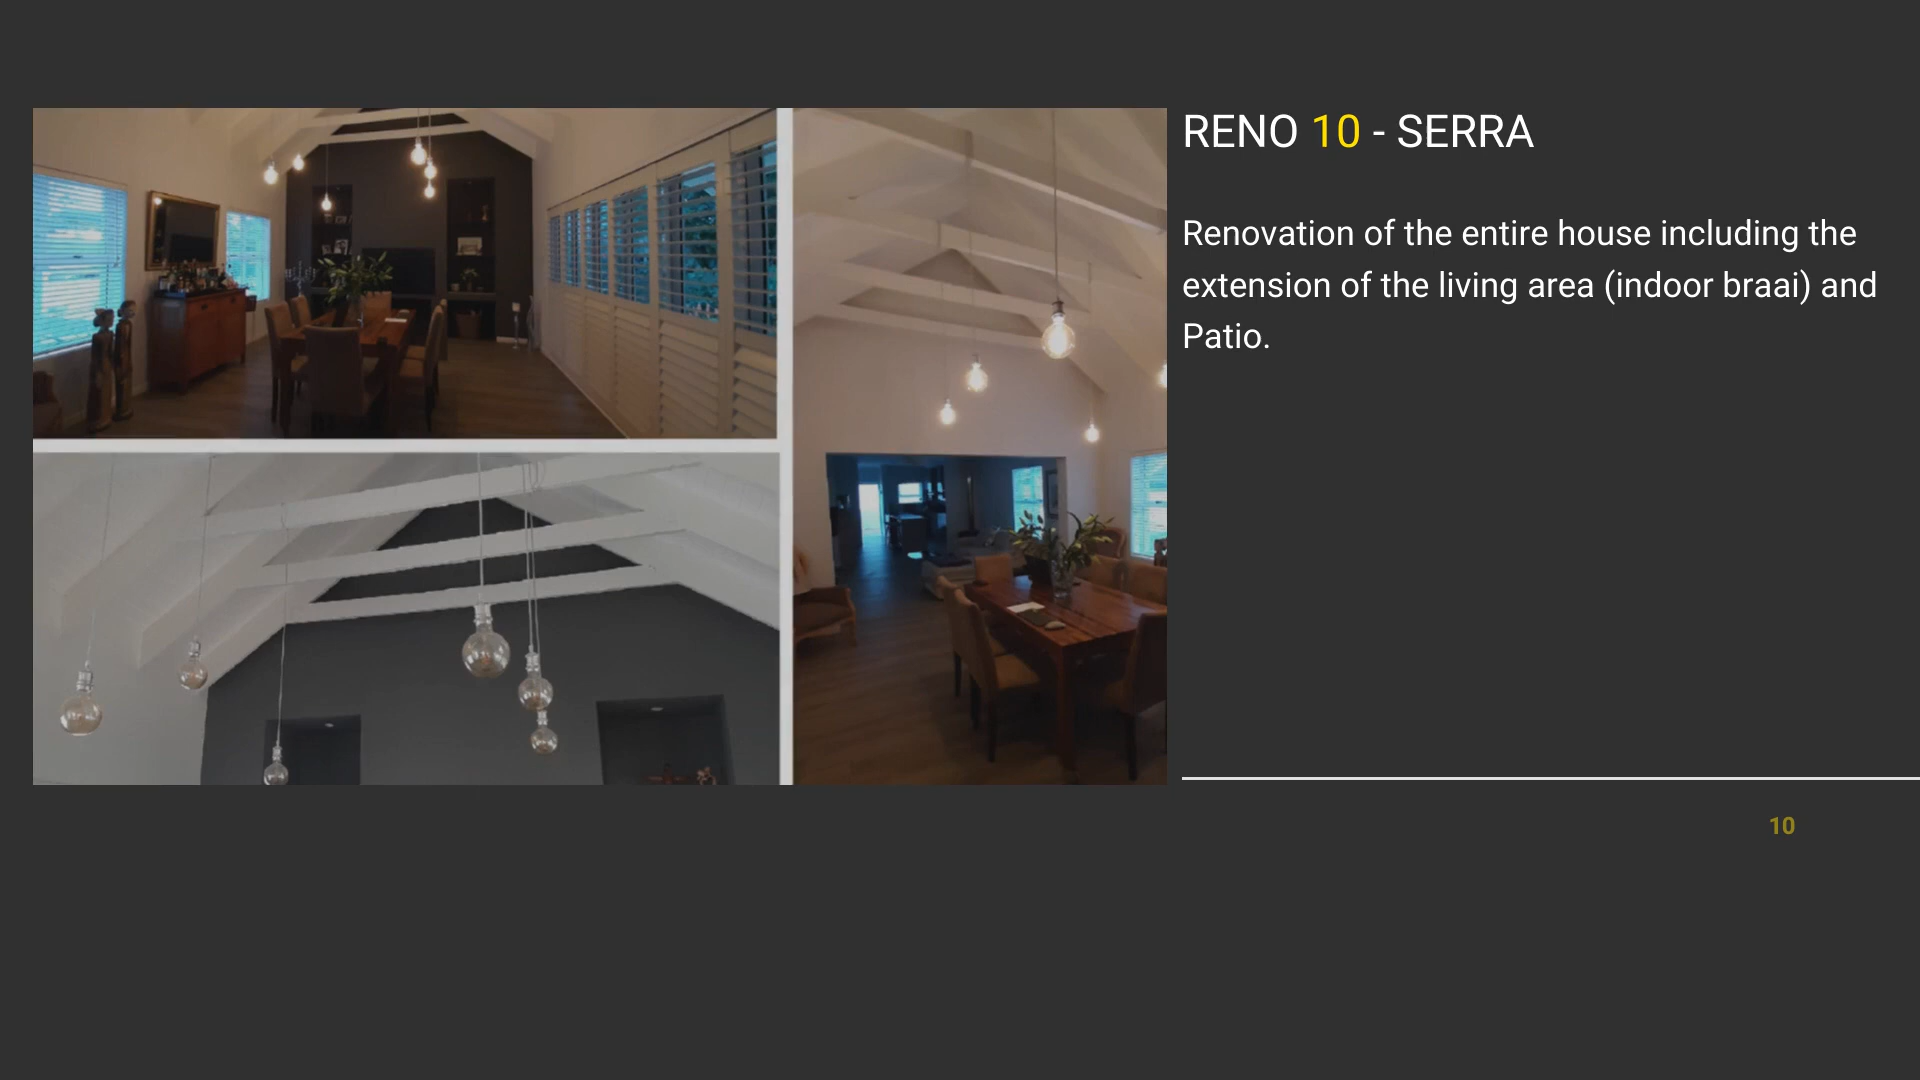 RENO 10 - SERRA
Renovation of the entire house including the
extension of the living area (indoor braai) and
Patio.
10